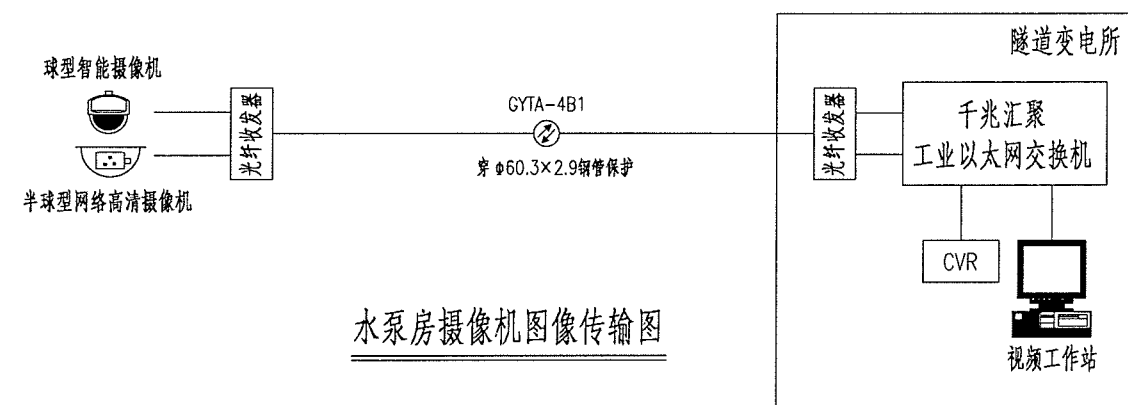 隧道变电所
球型智能摄像机
光纤收发器
GYTA-4B1
穿φ60.3×2.9钢管保护
光纤收发器
千兆汇聚
工业以太网交换机
半球型网络高清摄像机
CVR
水泵房摄像机图像传输图
视频工作站